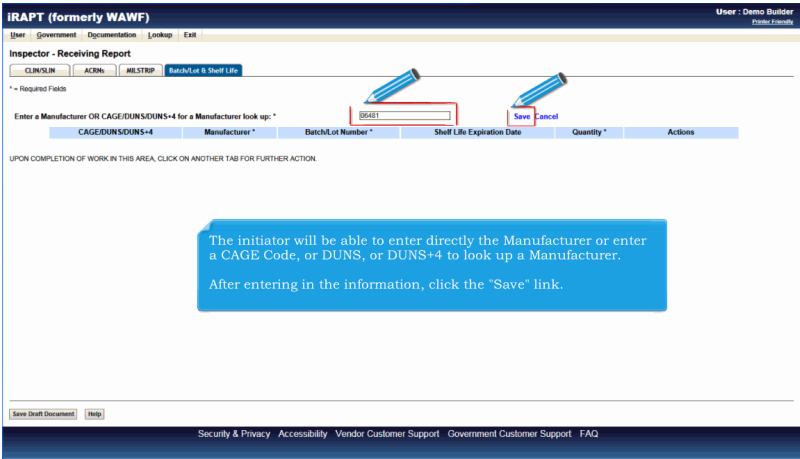 iRAPT (formerly WAWF)
User : Demo Builder
Printer Friendly
User Government Documentation Lookup Exit
Inspector - Receiving Report
CLIN/SLIN ACRNs MILSTRIP Batch/Lot & Shelf Life
* = Required Fields
Enter a Manufacturer OR CAGE/DUNS/DUNS+4 for a Manufacturer look up: * 06481 Save Cancel
CAGE/DUNS/DUNS+4 Manufacturer * Batch/Lot Number * Shelf Life Expiration Date Quantity * Actions
UPON COMPLETION OF WORK IN THIS AREA, CLICK ON ANOTHER TAB FOR FURTHER ACTION.
The initiator will be able to enter directly the Manufacturer or enter
a CAGE Code, or DUNS, or DUNS+4 to look up a Manufacturer.
After entering in the information, click the "Save" link.
Save Draft Document Help
Security & Privacy Accessibility Vendor Customer Support Government Customer Support FAQ